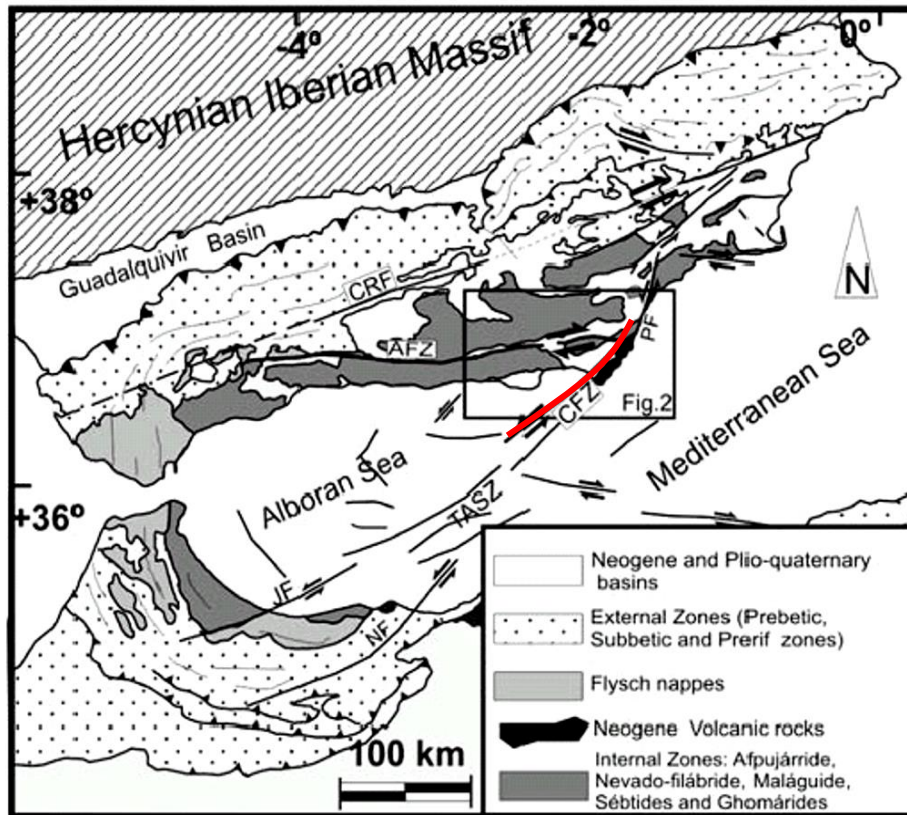 -4º
-2º
0º
Hercynian Iberian Massif
+38º
Guadalquivir Basin
CRF
N
AFZ
PF
CFZ
Fig.2
Mediterranean Sea
Alboran Sea
+36º
TASZ
JF
NF
Neogene and Plio-quaternary
basins
External Zones (Prebetic,
Subbetic and Prerif zones)
Flysch nappes
Neogene Volcanic rocks
Internal Zones: Afpujárride,
Nevado-filábride, Maláguide,
Sébtides and Ghomárides
100 km